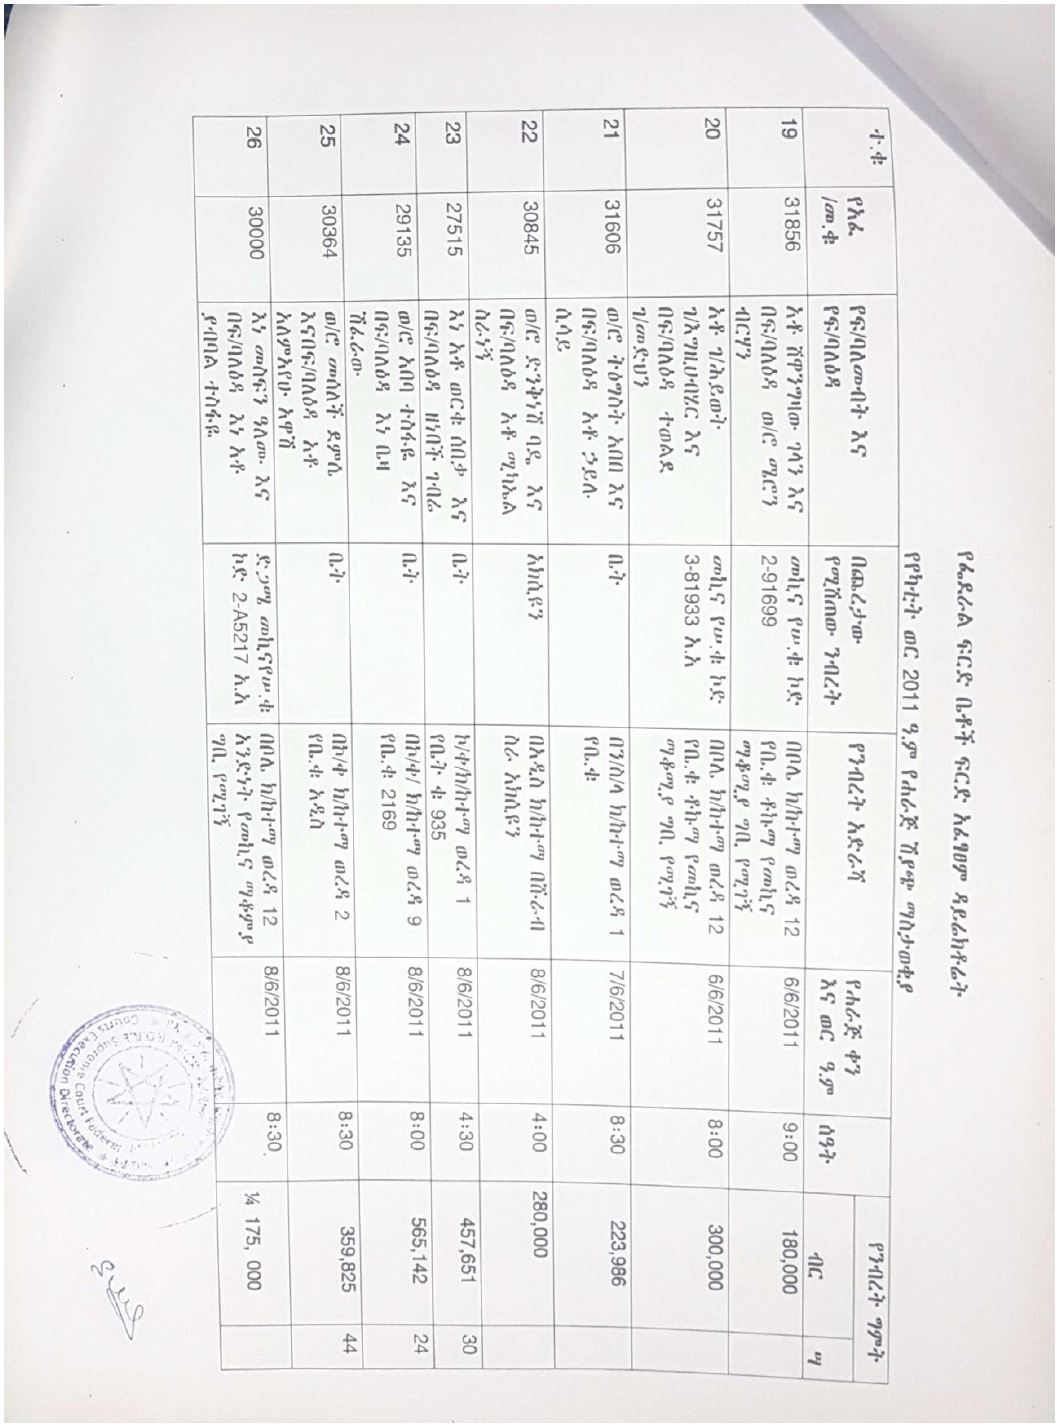 የፌደራል ፍርድ ቤቶች ፍርድ አፈፃፀም ዳይሬክቶሬት
የየካቲት ወር 2011 ዓ.ም የሐራጅ ሽያጭ ማስታወቂያ
ተ.ቁ
የአፈ
/መ.ቁ
የፍ/ባለመብት እና
የፍ/ባለዕዳ
በጨረታው
የሚሸጠው ንብረት
የንብረት አድራሻ
የሐራጅ ቀን
እና ወር ዓ.ም
ሰዓት
የንብረት ግምት
ብር
ሣ
19
31856
አቶ ሽዋንግዛው ገላን እና
በፍ/ባለዕዳ ወ/ሮ ሜሮን
ብርሃን
መኪና የሠ.ቁ ኮድ
2-91699
በቦሌ ክ/ከተማ ወረዳ 12
የቤ.ቁ ቶኩማ የመኪና
ማቆሚያ ግቢ የሚገኝ
6/6/2011
9:00
180,000
20
31757
አቶ ገ/ሕይወት
ገ/እግዚሀብሄር እና
በፍ/ባለዕዳ ተወልደ
ገ/መድህን
መኪና የሠ.ቁ ኮድ
3-81933 አ.አ
በቦሌ ክ/ከተማ ወረዳ 12
የቤ.ቁ ቶኩማ የመኪና
ማቆሚያ ግቢ የሚገኝ
6/6/2011
8:00
300,000
21
31606
ወ/ሮ ትዕግስት አበበ እና
በፍ/ባለዕዳ አቶ ኃይሉ
ሲሳይ
ቤት
በን/ስ/ላ ክ/ከተማ ወረዳ 1
የቤ.ቁ
7/6/2011
8:30
223,986
22
30845
ወ/ሮ ድንቅነሽ ባዴ እና
በፍ/ባለዕዳ አቶ ሚካኤል
ስራነኝ
አክሲዩን
በአዲስ ክ/ከተማ በሹራብ
ስራ አክሲዩን
8/6/2011
4:00
280,000
23
27515
እነ አቶ ወርቁ ሰበቃ እና
በፍ/ባለዕዳ ዘነበች ገብሬ
ቤት
ኮ/ቀ/ክ/ከተማ ወረዳ 1
የቤት ቁ 935
8/6/2011
4:30
457,651
30
24
29135
ወ/ሮ አበባ ተስፋዬ እና
በፍ/ባለዕዳ እነ ቤዛ
ሽፈራው
ቤት
በኮ/ቀ/ ክ/ከተማ ወረዳ 9
የቤ.ቁ 2169
8/6/2011
8:00
565,142
24
25
30364
ወ/ሮ መሰለች ደምሴ
እናበፍ/ባለዕዳ አቶ
አለምአየሁ አዋሽ
ቤት
በኮ/ቀ ክ/ከተማ ወረዳ 2
የቤ.ቁ አዲስ
8/6/2011
8:30
359,825
44
26
30000
እነ መስፍን ዓለሙ እና
በፍ/ባለዕዳ እነ አቶ
ያብባል ተስፋዬ
ድጋሜ መኪናየሠ.ቁ
ኮድ 2-A5217 አ.አ
በቦሌ ክ/ከተማ ወረዳ 12
አንድነት የመኪና ማቆምያ
ግቢ የሚገኝ
8/6/2011
8:30
¼ 175, 000
Supreme Court Federal
Courts Execution Directorate